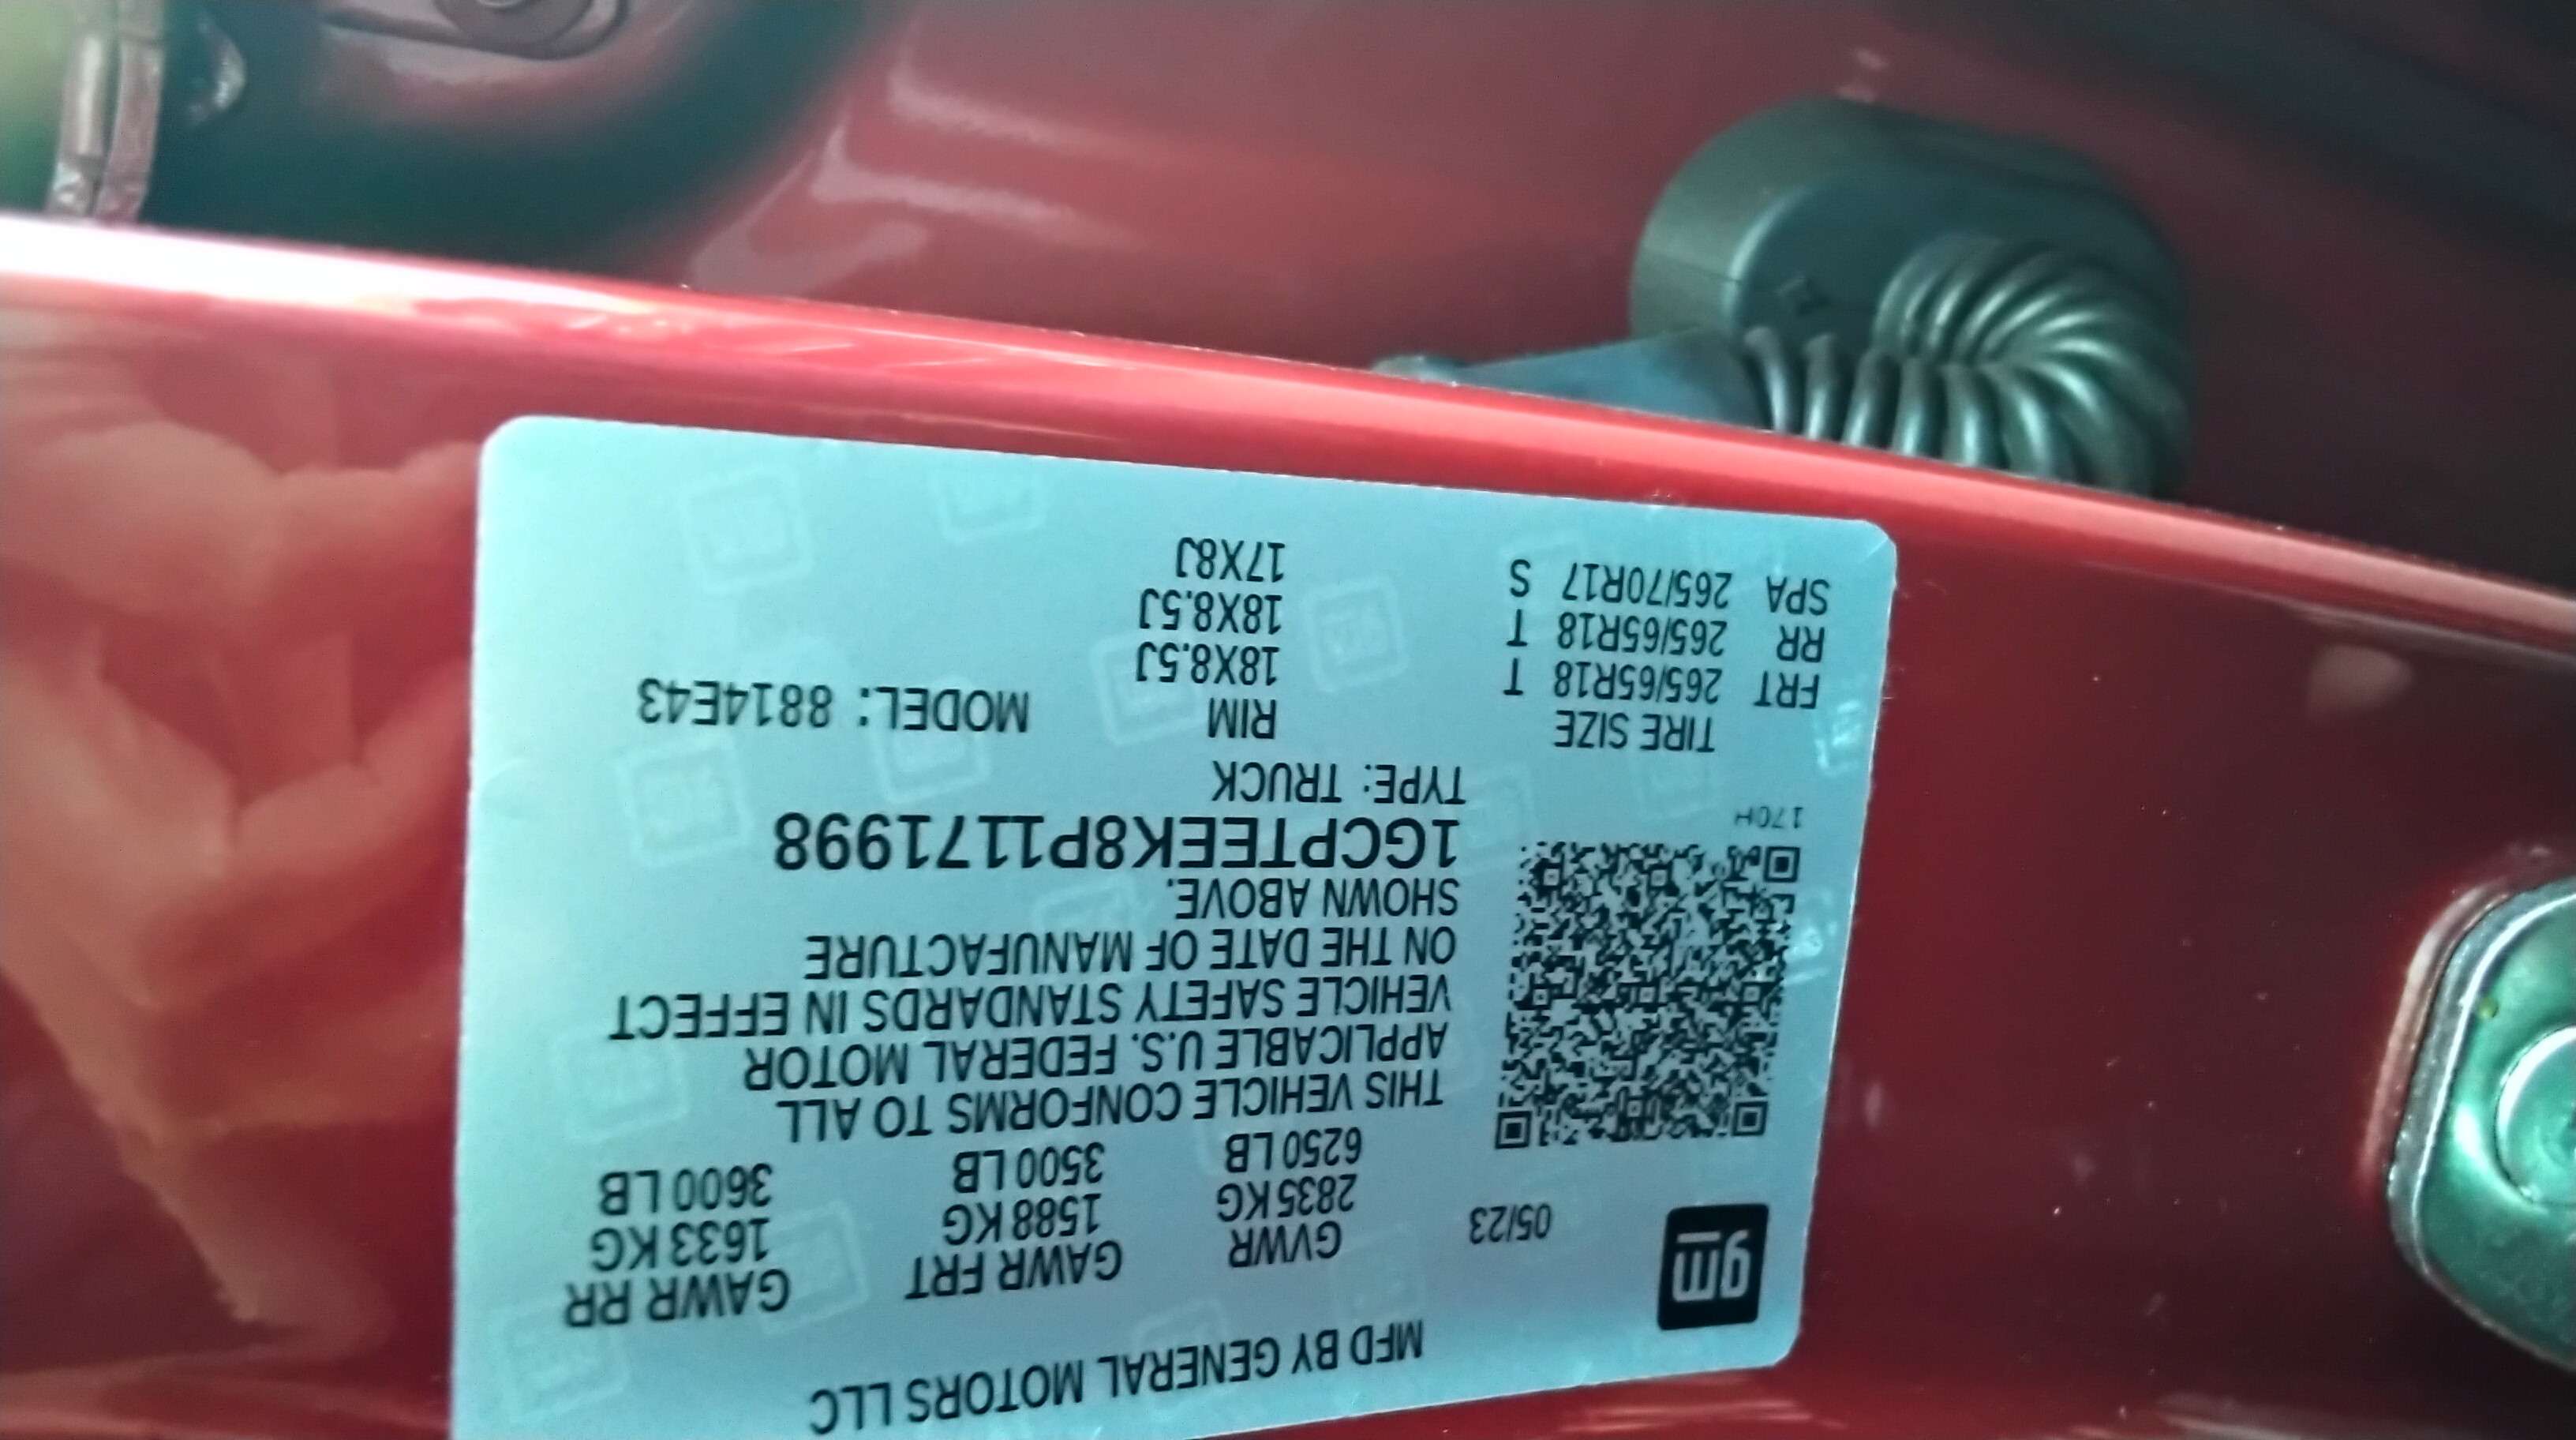 MFD BY GENERAL MOTORS LLC
gm
05/23
GVWR GAWR FRT GAWR RR
2835 KG 1588 KG 1633 KG
6250 LB 3500 LB 3600 LB
THIS VEHICLE CONFORMS TO ALL
APPLICABLE U.S. FEDERAL MOTOR
VEHICLE SAFETY STANDARDS IN EFFECT
ON THE DATE OF MANUFACTURE
SHOWN ABOVE.
1GCPTEEK8P1171998
170H
TYPE: TRUCK
TIRE SIZE RIM MODEL: 8814E43
FRT 265/65R18 T 18X8.5J
RR 265/65R18 T 18X8.5J
SPA 265/70R17 S 17X8J